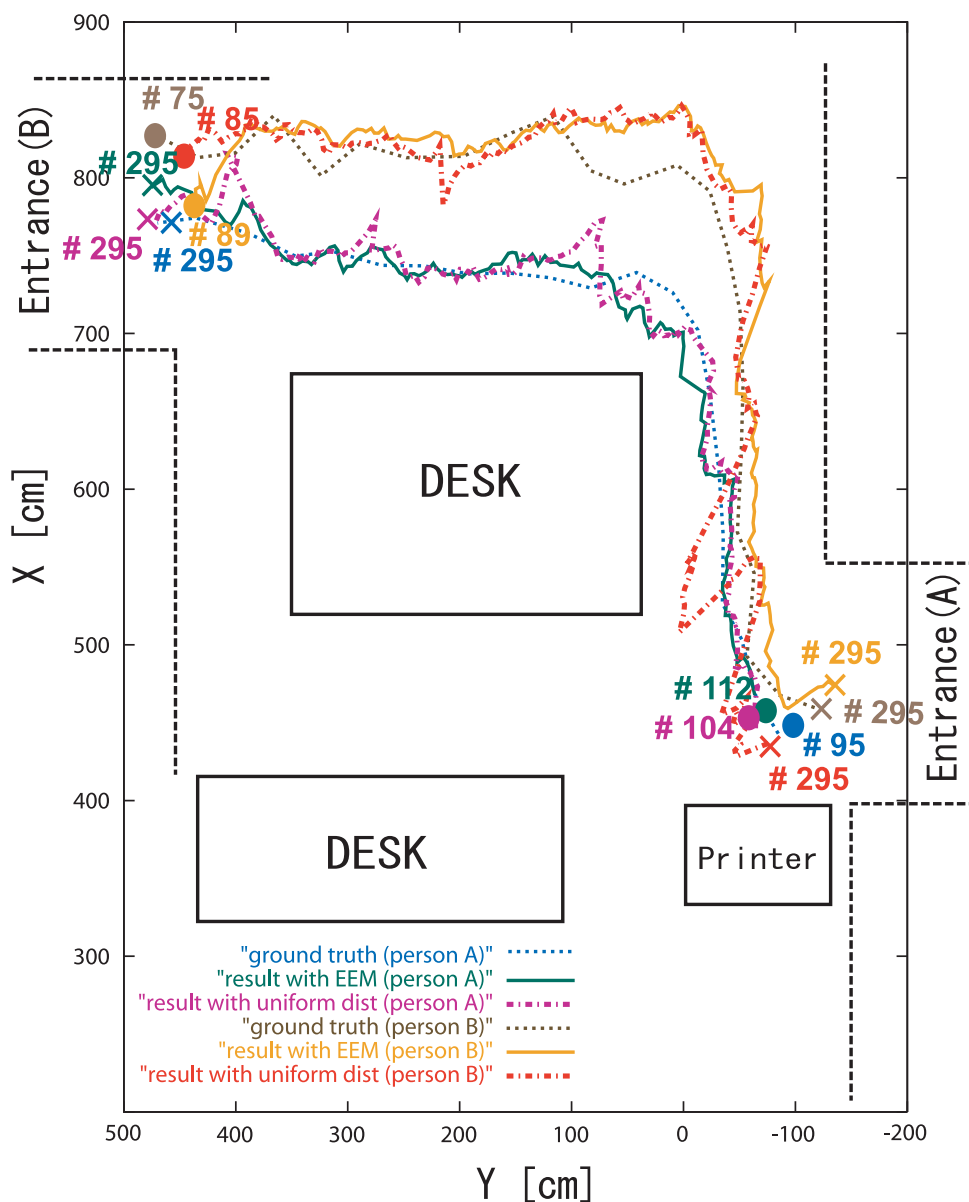 900
800
700
600
500
400
300
X [cm]
Entrance(B)
# 75
# 85
# 295
# 89
# 295
# 295
DESK
# 295
# 112
# 295
# 104
# 95
# 295
Entrance(A)
DESK
Printer
"ground truth (person A)"
"result with EEM (person A)"
"result with uniform dist (person A)"
"ground truth (person B)"
"result with EEM (person B)"
"result with uniform dist (person B)"
500
400
300
200
100
0
-100
-200
Y [cm]